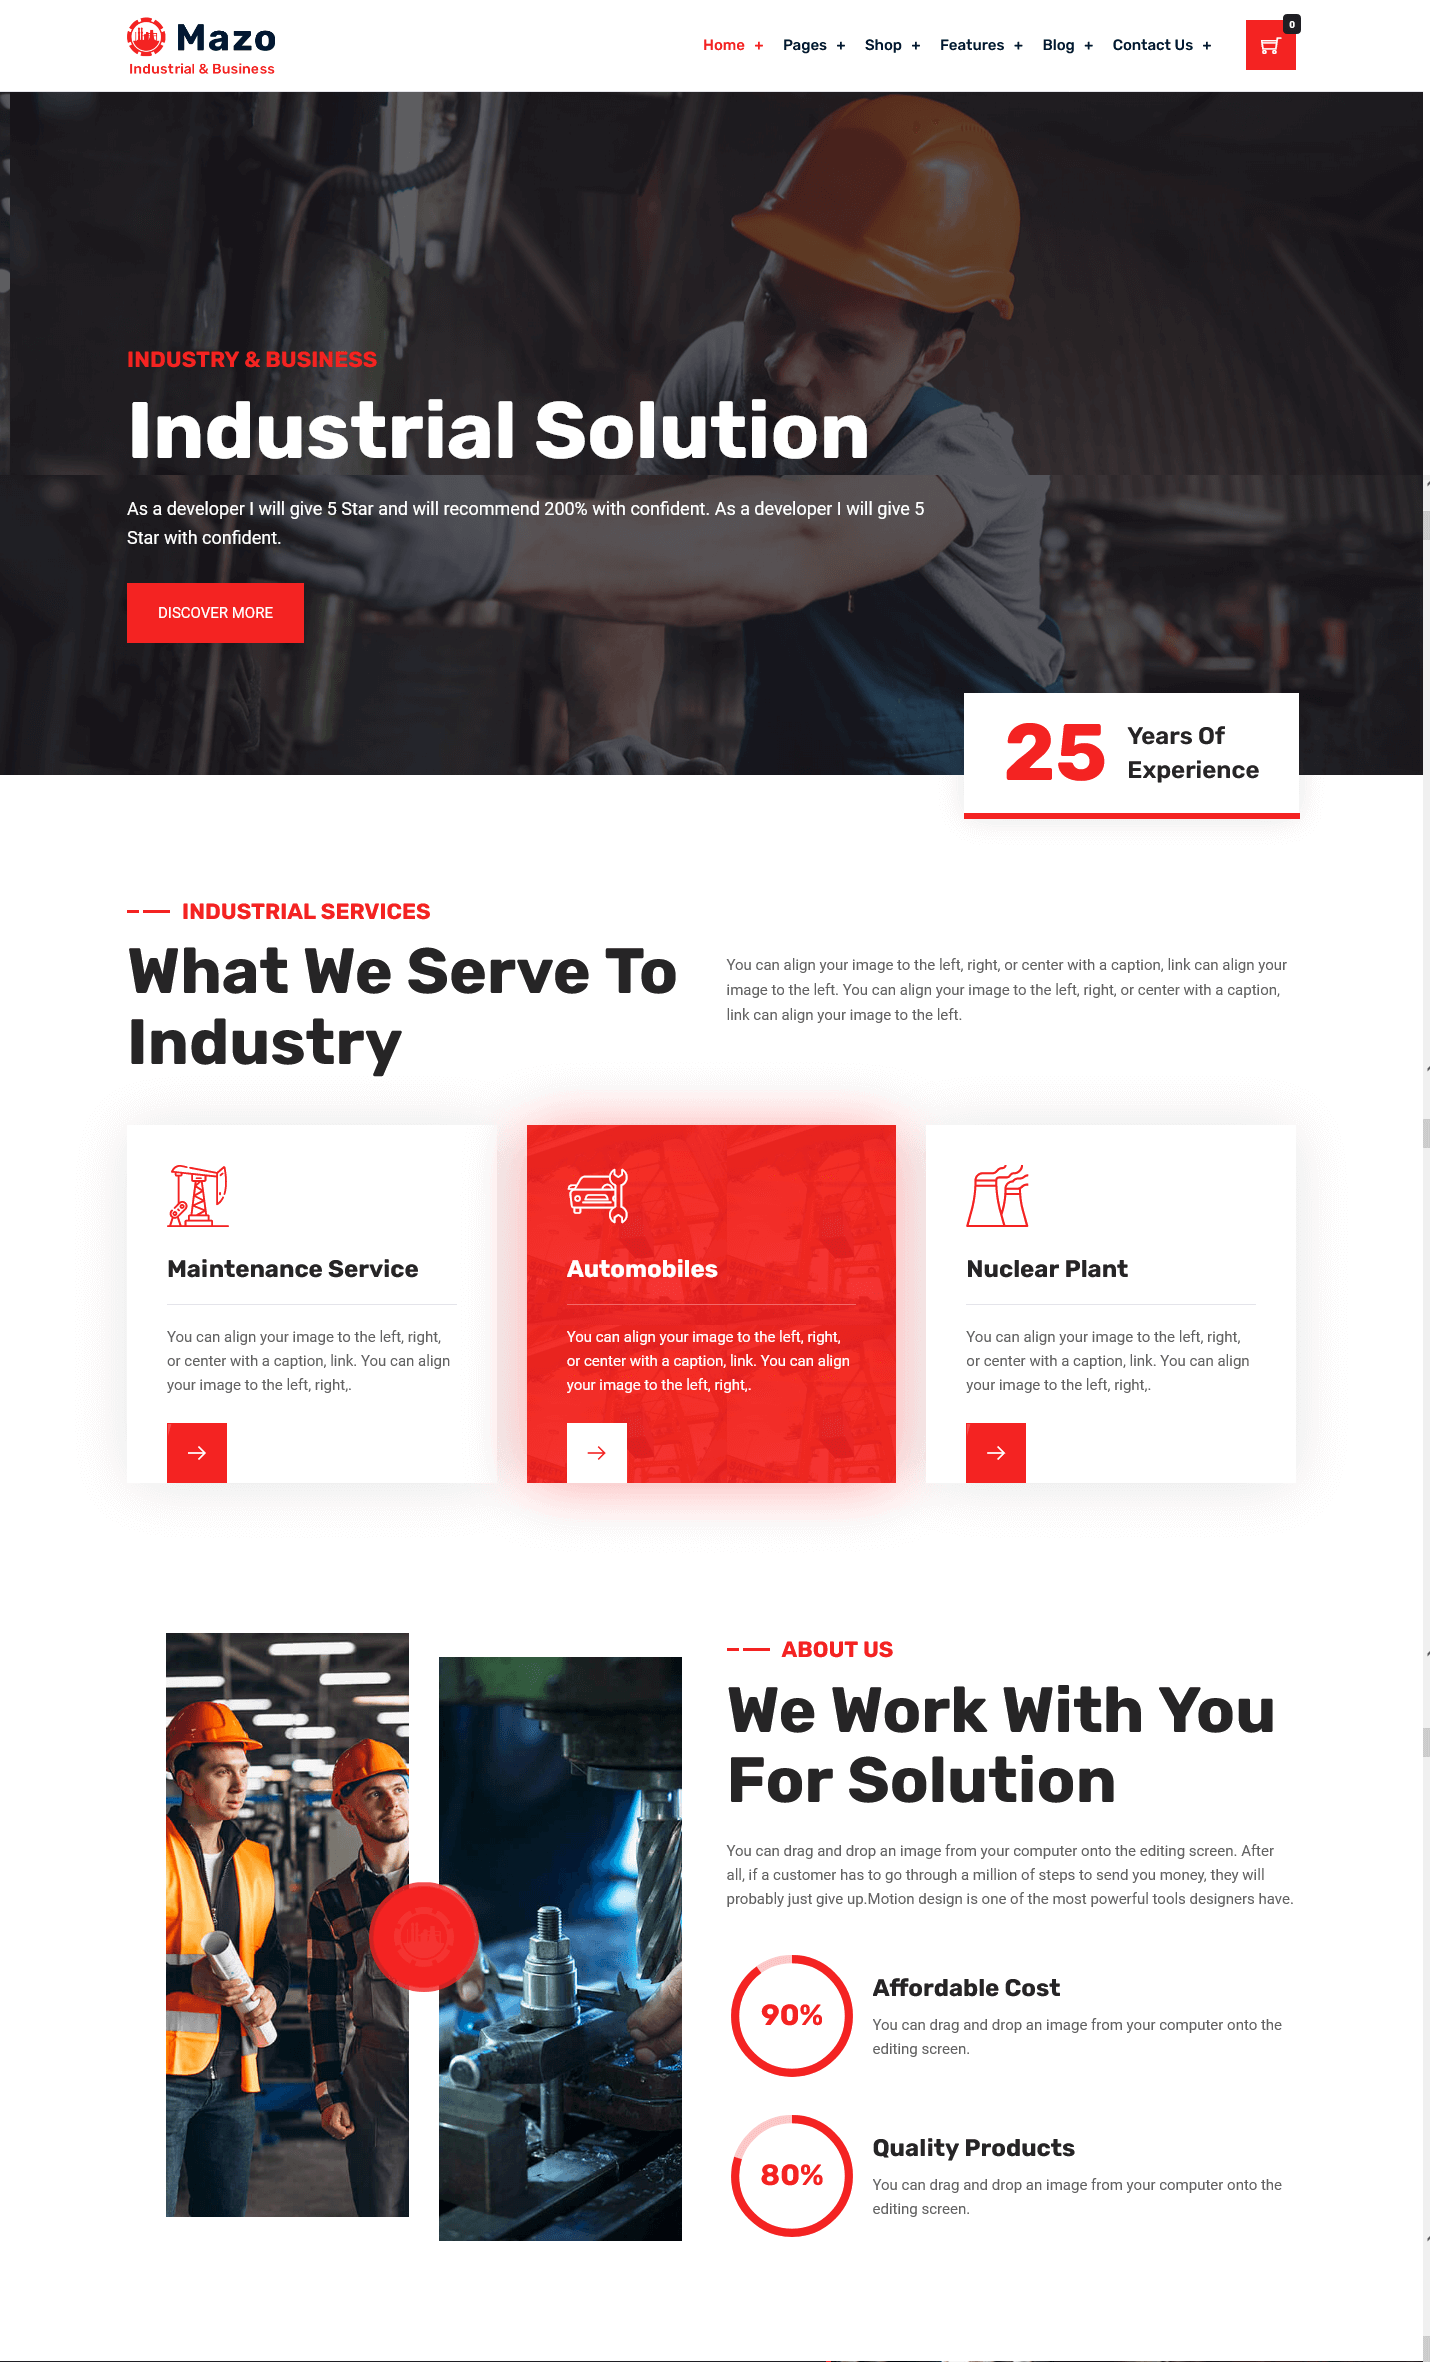 Mazo
Industrial & Business
Home + Pages + Shop + Features + Blog + Contact Us +
0
INDUSTRY & BUSINESS
Industrial Solution
As a developer I will give 5 Star and will recommend 200% with confident. As a developer I will give 5
Star with confident.
DISCOVER MORE
25
Years Of
Experience
INDUSTRIAL SERVICES
What We Serve To
Industry
You can align your image to the left, right, or center with a caption, link can align your
image to the left. You can align your image to the left, right, or center with a caption,
link can align your image to the left.
Maintenance Service
You can align your image to the left, right,
or center with a caption, link. You can align
your image to the left, right,.
Automobiles
You can align your image to the left, right,
or center with a caption, link. You can align
your image to the left, right,.
Nuclear Plant
You can align your image to the left, right,
or center with a caption, link. You can align
your image to the left, right,.
ABOUT US
We Work With You
For Solution
You can drag and drop an image from your computer onto the editing screen. After
all, if a customer has to go through a million of steps to send you money, they will
probably just give up.Motion design is one of the most powerful tools designers have.
90%
Affordable Cost
You can drag and drop an image from your computer onto the
editing screen.
80%
Quality Products
You can drag and drop an image from your computer onto the
editing screen.